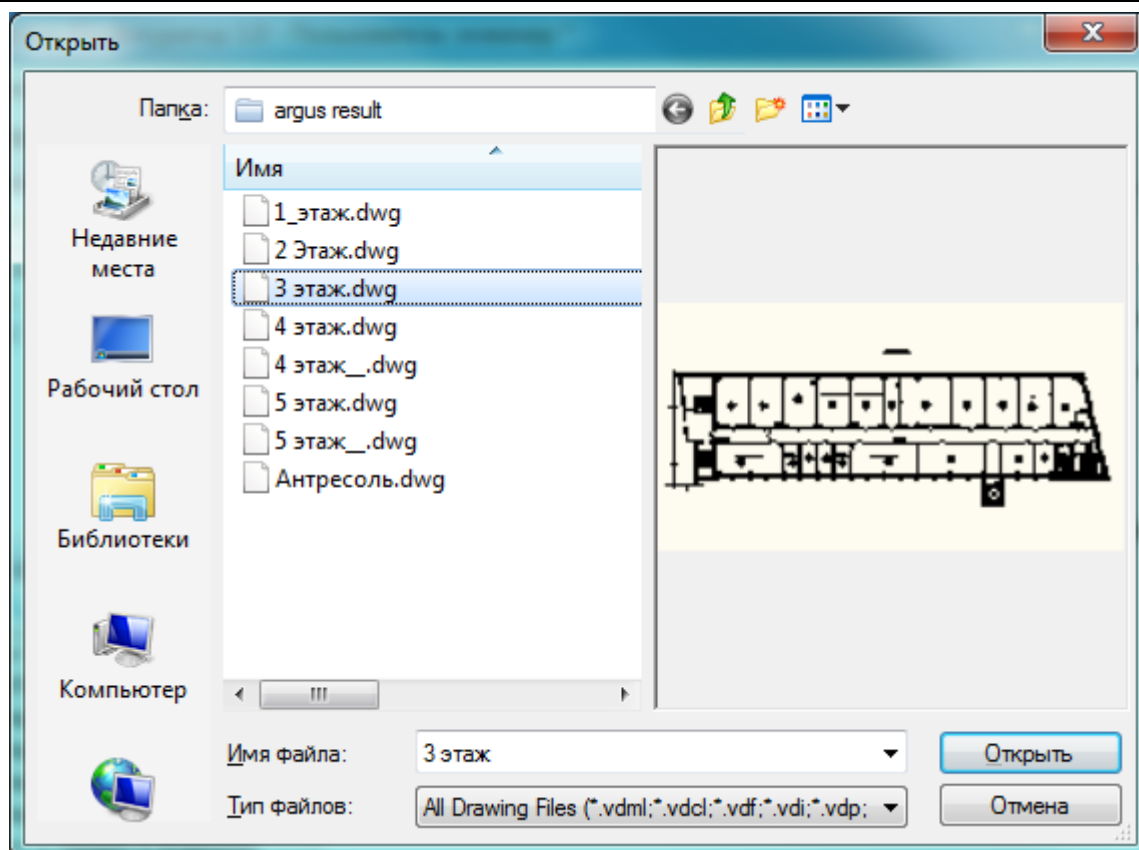 Открыть
Папка:
argus result
Имя
1_этаж.dwg
2 Этаж.dwg
3 этаж.dwg
4 этаж.dwg
4 этаж__.dwg
5 этаж.dwg
5 этаж__.dwg
Антресоль.dwg
Недавние
места
Рабочий стол
Библиотеки
Компьютер
Имя файла:
3 этаж
Открыть
Тип файлов:
All Drawing Files (*.vdml;*.vdcl;*.vdf;*.vdi;*.vdp;
Отмена